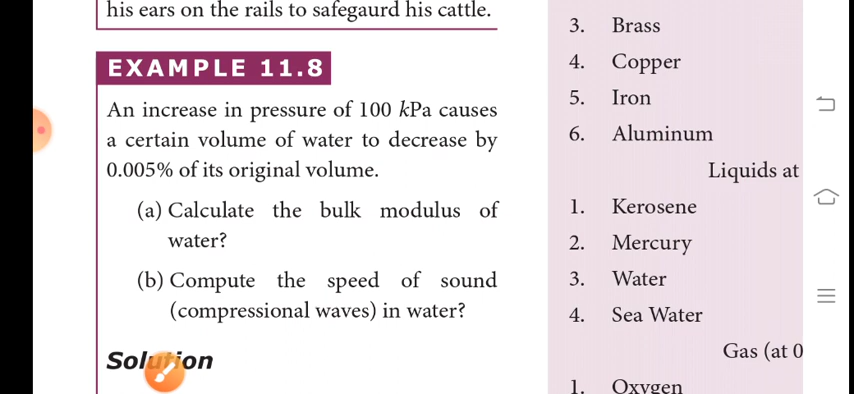 his ears on the rails to safegaurd his cattle.
EXAMPLE 11.8
An increase in pressure of 100 kPa causes
a certain volume of water to decrease by
0.005% of its original volume.
(a) Calculate the bulk modulus of
water?
(b) Compute the speed of sound
(compressional waves) in water?
Solution
3. Brass
4. Copper
5. Iron
6. Aluminum
Liquids at
1. Kerosene
2. Mercury
3. Water
4. Sea Water
Gas (at 0
1. Oxygen